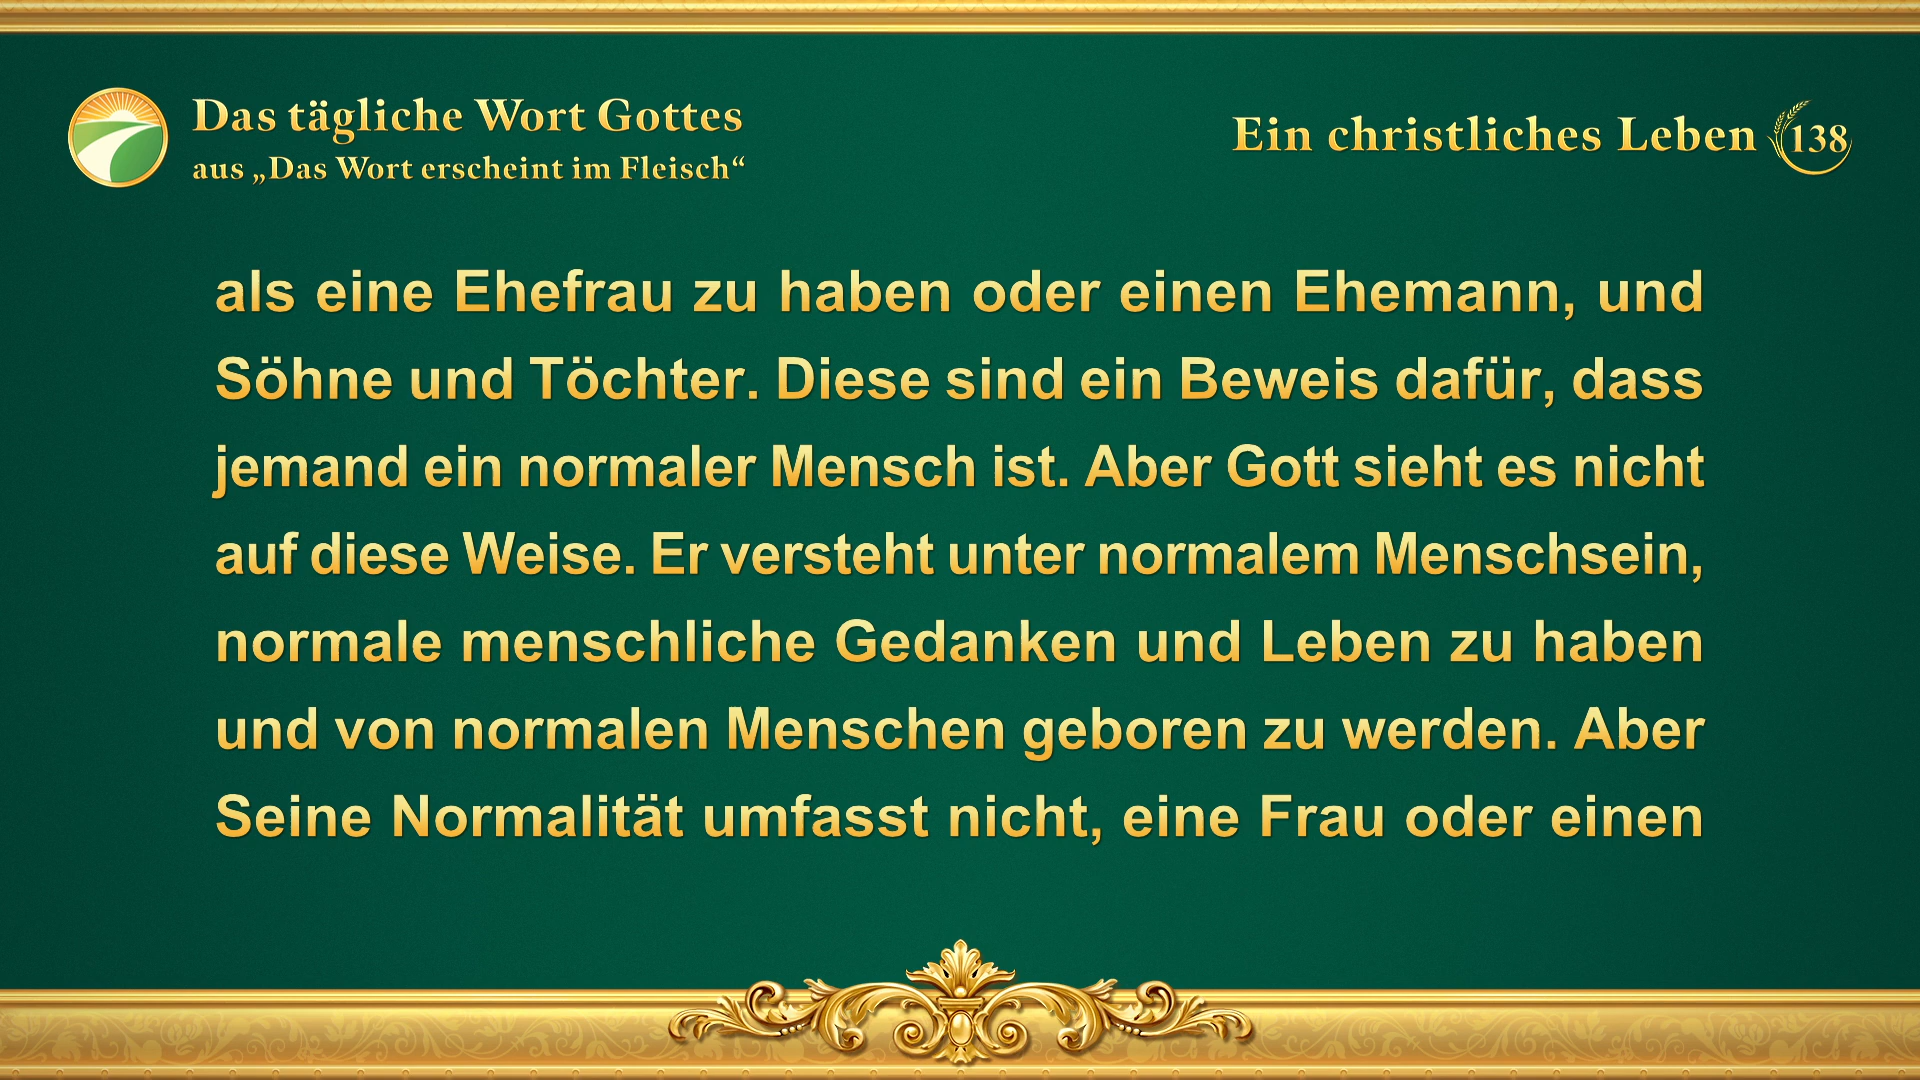 Das tägliche Wort Gottes
aus „Das Wort erscheint im Fleisch“
Ein christliches Leben 138
als eine Ehefrau zu haben oder einen Ehemann, und
Söhne und Töchter. Diese sind ein Beweis dafür, dass
jemand ein normaler Mensch ist. Aber Gott sieht es nicht
auf diese Weise. Er versteht unter normalem Menschsein,
normale menschliche Gedanken und Leben zu haben
und von normalen Menschen geboren zu werden. Aber
Seine Normalität umfasst nicht, eine Frau oder einen